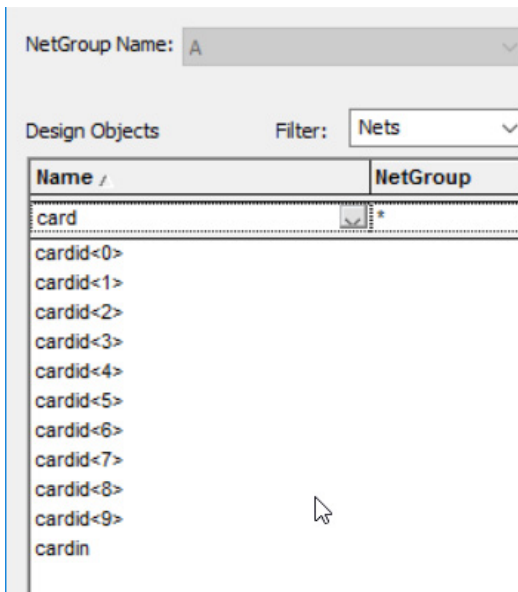 NetGroup Name: A
Design Objects Filter: Nets
Name NetGroup
card *
cardid<0>
cardid<1>
cardid<2>
cardid<3>
cardid<4>
cardid<5>
cardid<6>
cardid<7>
cardid<8>
cardid<9>
cardin